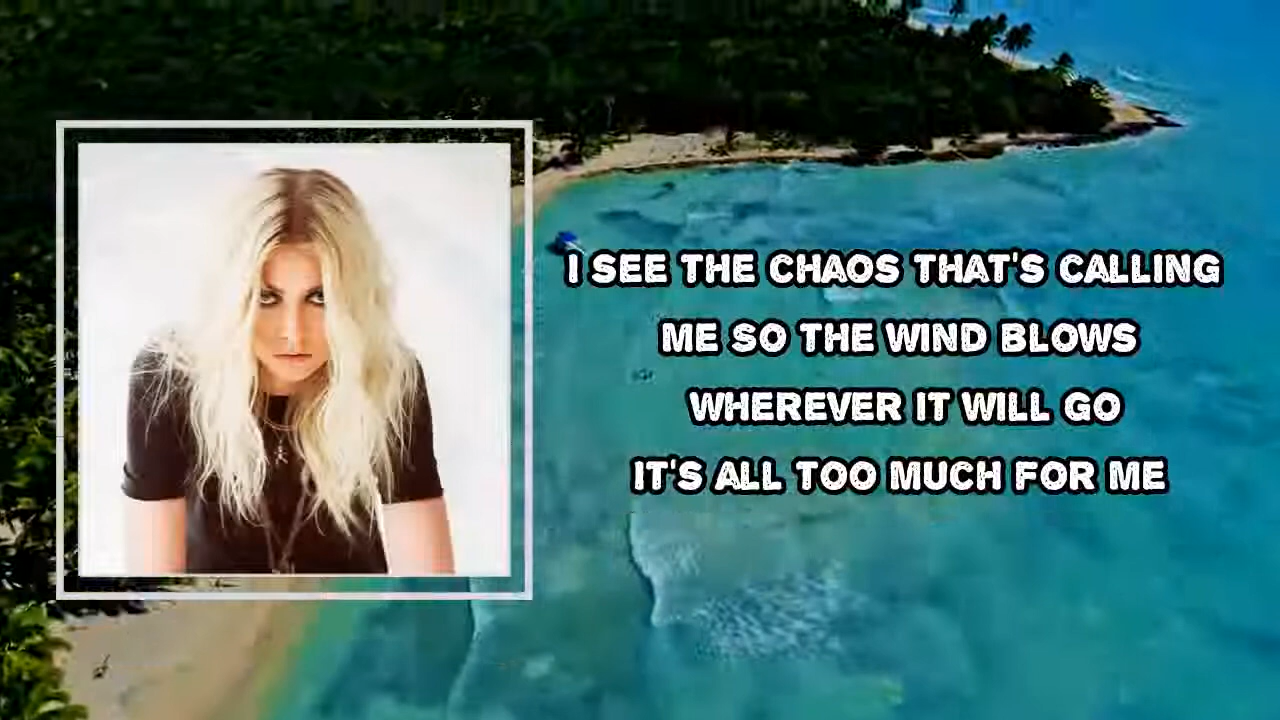 I SEE THE CHAOS THAT'S CALLING
ME SO THE WIND BLOWS
WHEREVER IT WILL GO
IT'S ALL TOO MUCH FOR ME